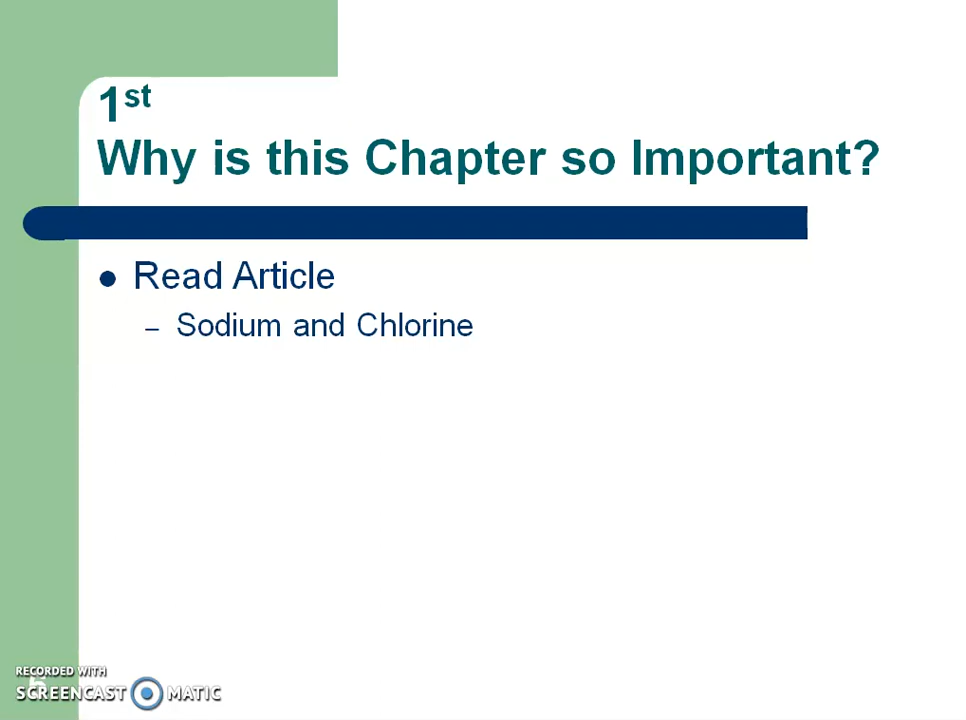 1st
Why is this Chapter so Important?
Read Article
– Sodium and Chlorine
RECORDED WITH
SCREENCAST MATIC